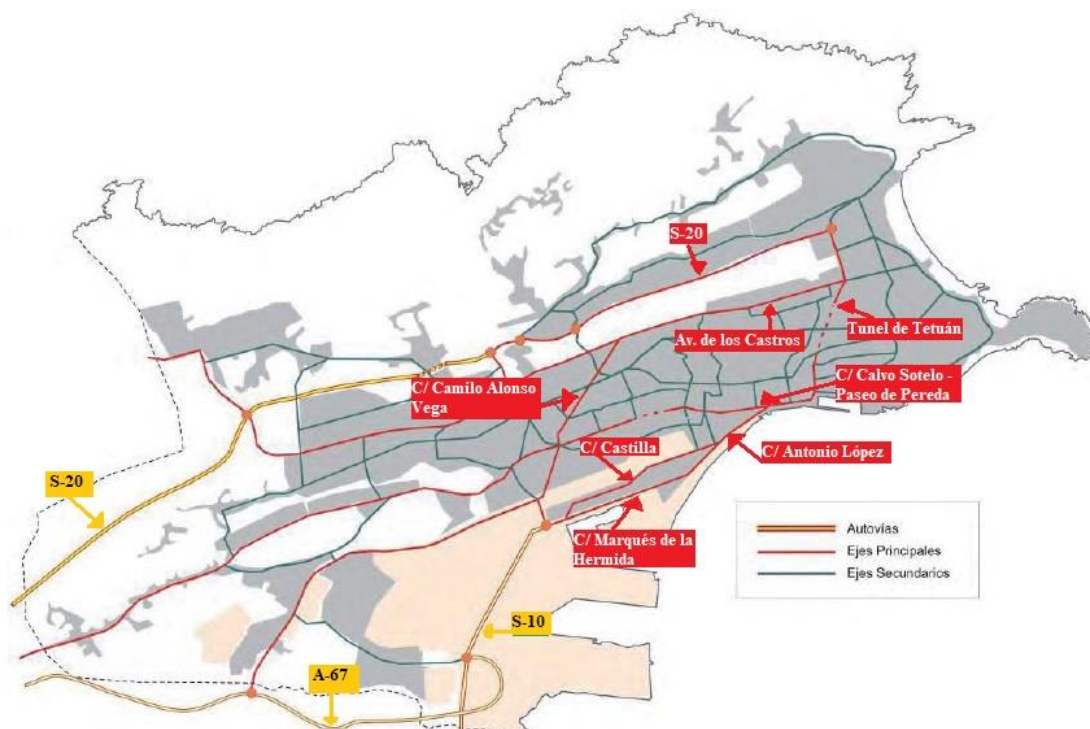 S-20
Tunel de Tetuán
Av. de los Castros
C/ Camilo Alonso
Vega
C/ Calvo Sotelo -
Paseo de Pereda
C/ Castilla
C/ Antonio López
S-20
C/ Marqués de la
Hermida
S-10
A-67
Autovías
Ejes Principales
Ejes Secundarios